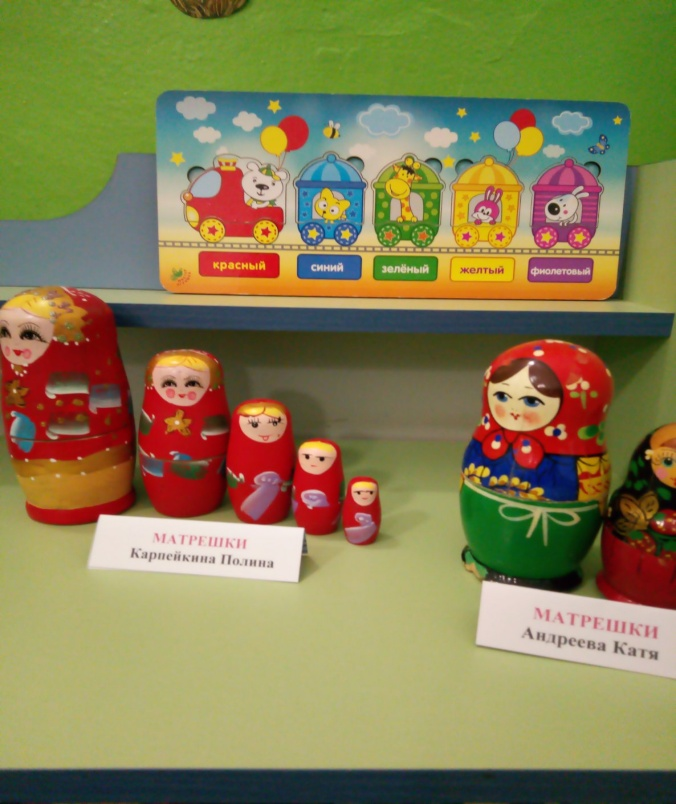 красный
синий
зелёный
желтый
фиолетовый
МАТРЕШКИ
Карпейкина Полина
МАТРЕШКИ
Андреева Катя